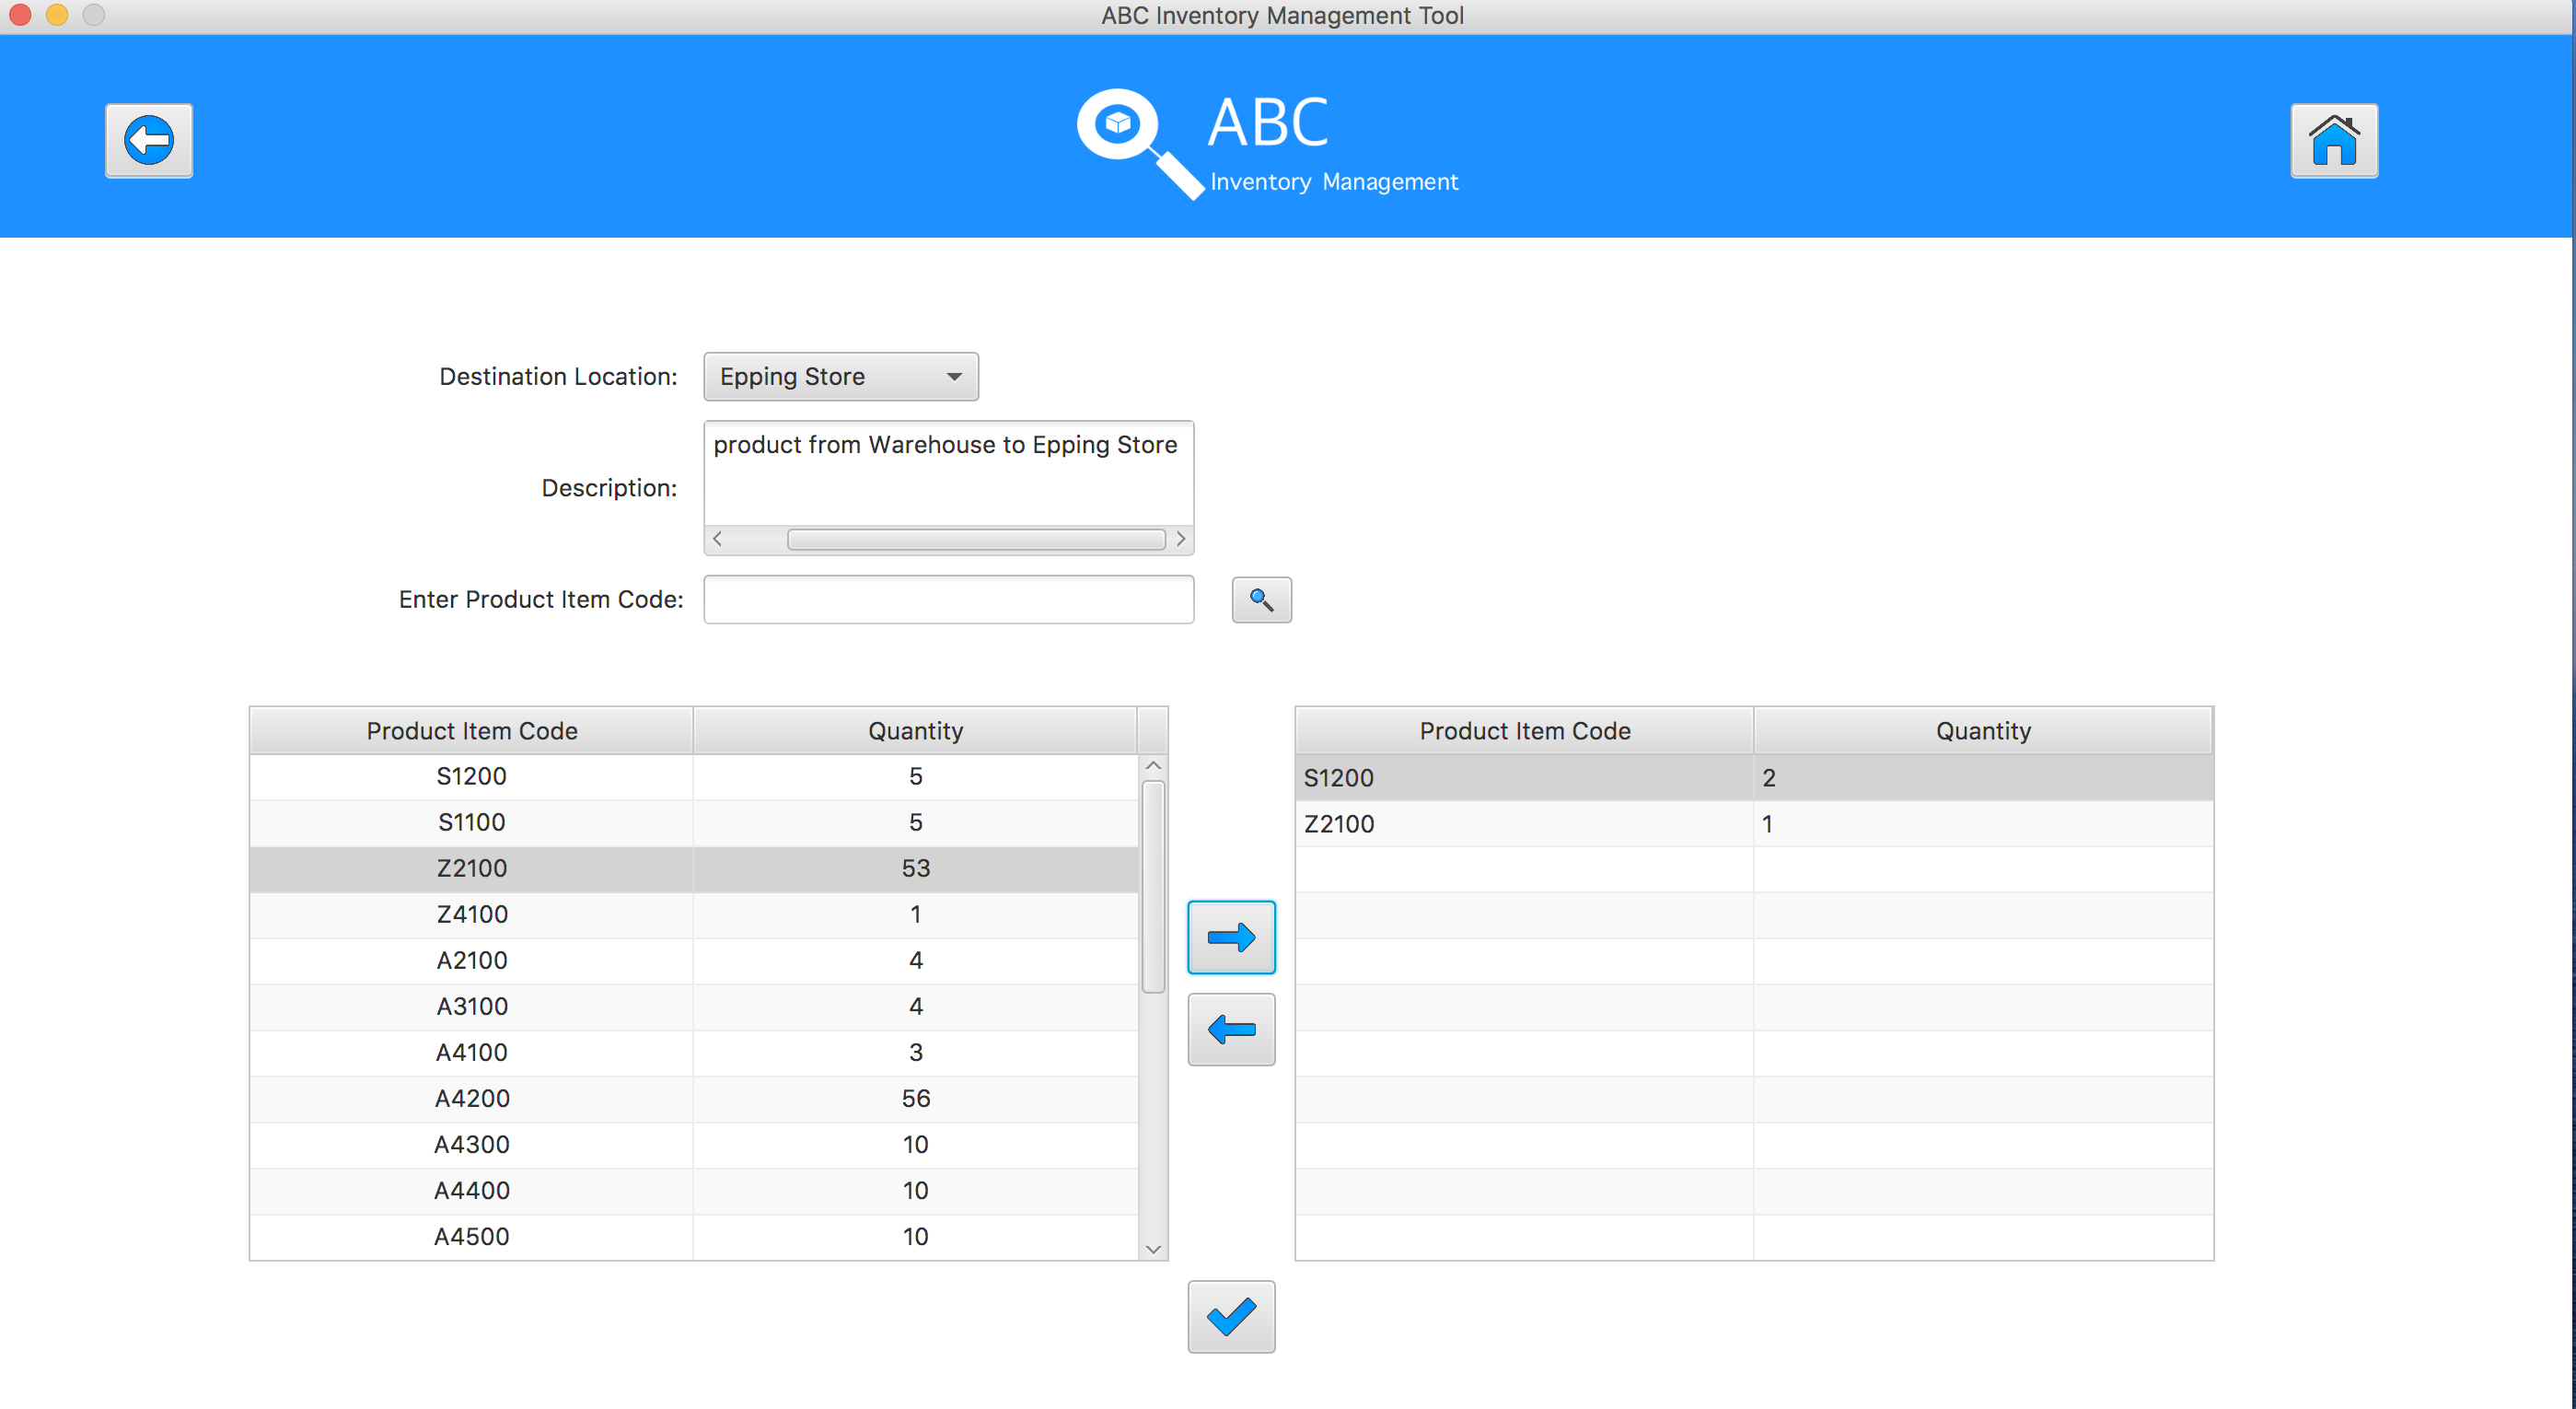 ABC Inventory Management Tool
ABC
Inventory Management
Destination Location: Epping Store
product from Warehouse to Epping Store
Description:
Enter Product Item Code:
Product Item Code Quantity Product Item Code Quantity
S1200 5 S1200 2
S1100 5 Z2100 1
Z2100 53
Z4100 1
A2100 4
A3100 4
A4100 3
A4200 56
A4300 10
A4400 10
A4500 10